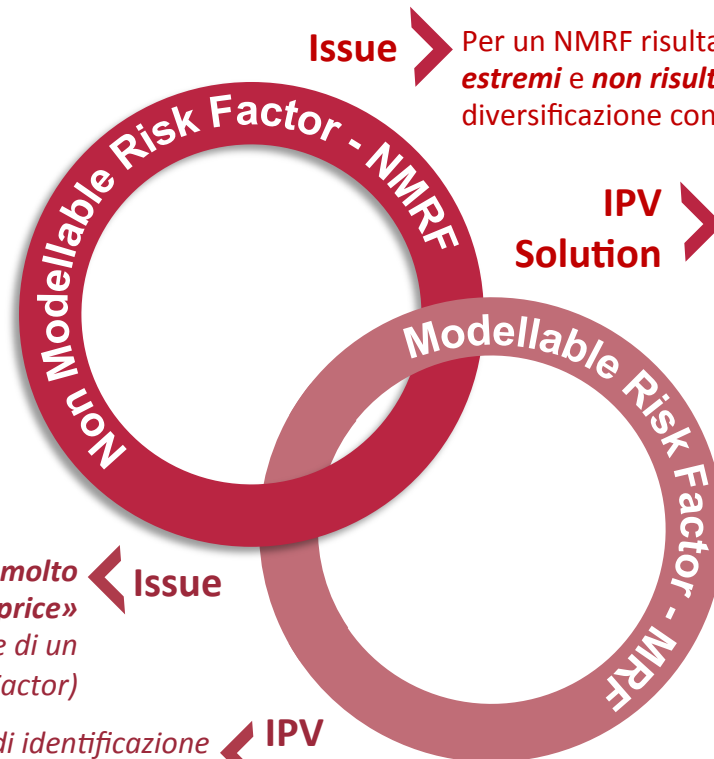 Issue
Per un NMRF risulta
estremi e non risult
diversificazione con
Non Modellable Risk Factor - NMRF
IPV
Solution
Modellable Risk Factor - MRF
molto
price»
Issue
e di un
actor)
di identificazione
IPV